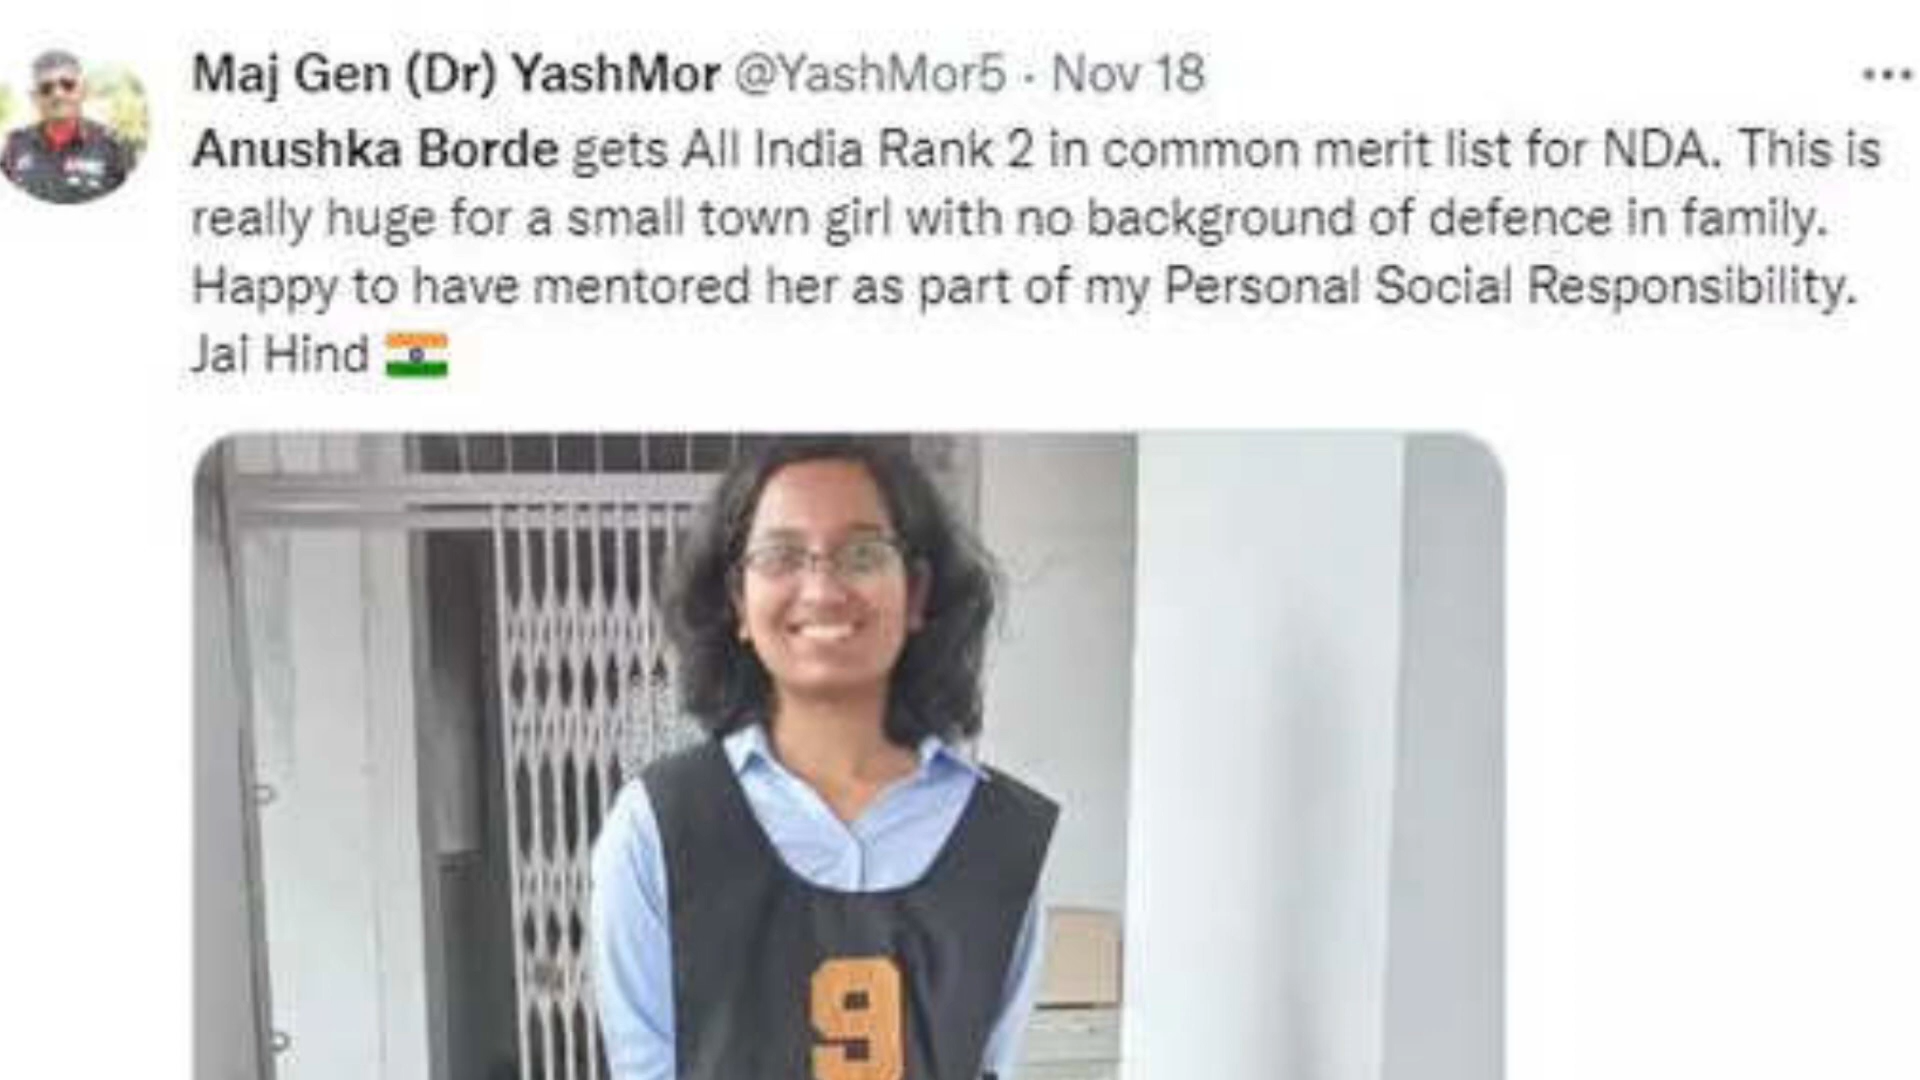 Maj Gen (Dr) YashMor @YashMor5 · Nov 18
Anushka Borde gets All India Rank 2 in common merit list for NDA. This is
really huge for a small town girl with no background of defence in family.
Happy to have mentored her as part of my Personal Social Responsibility.
Jai Hind 🇮🇳
9